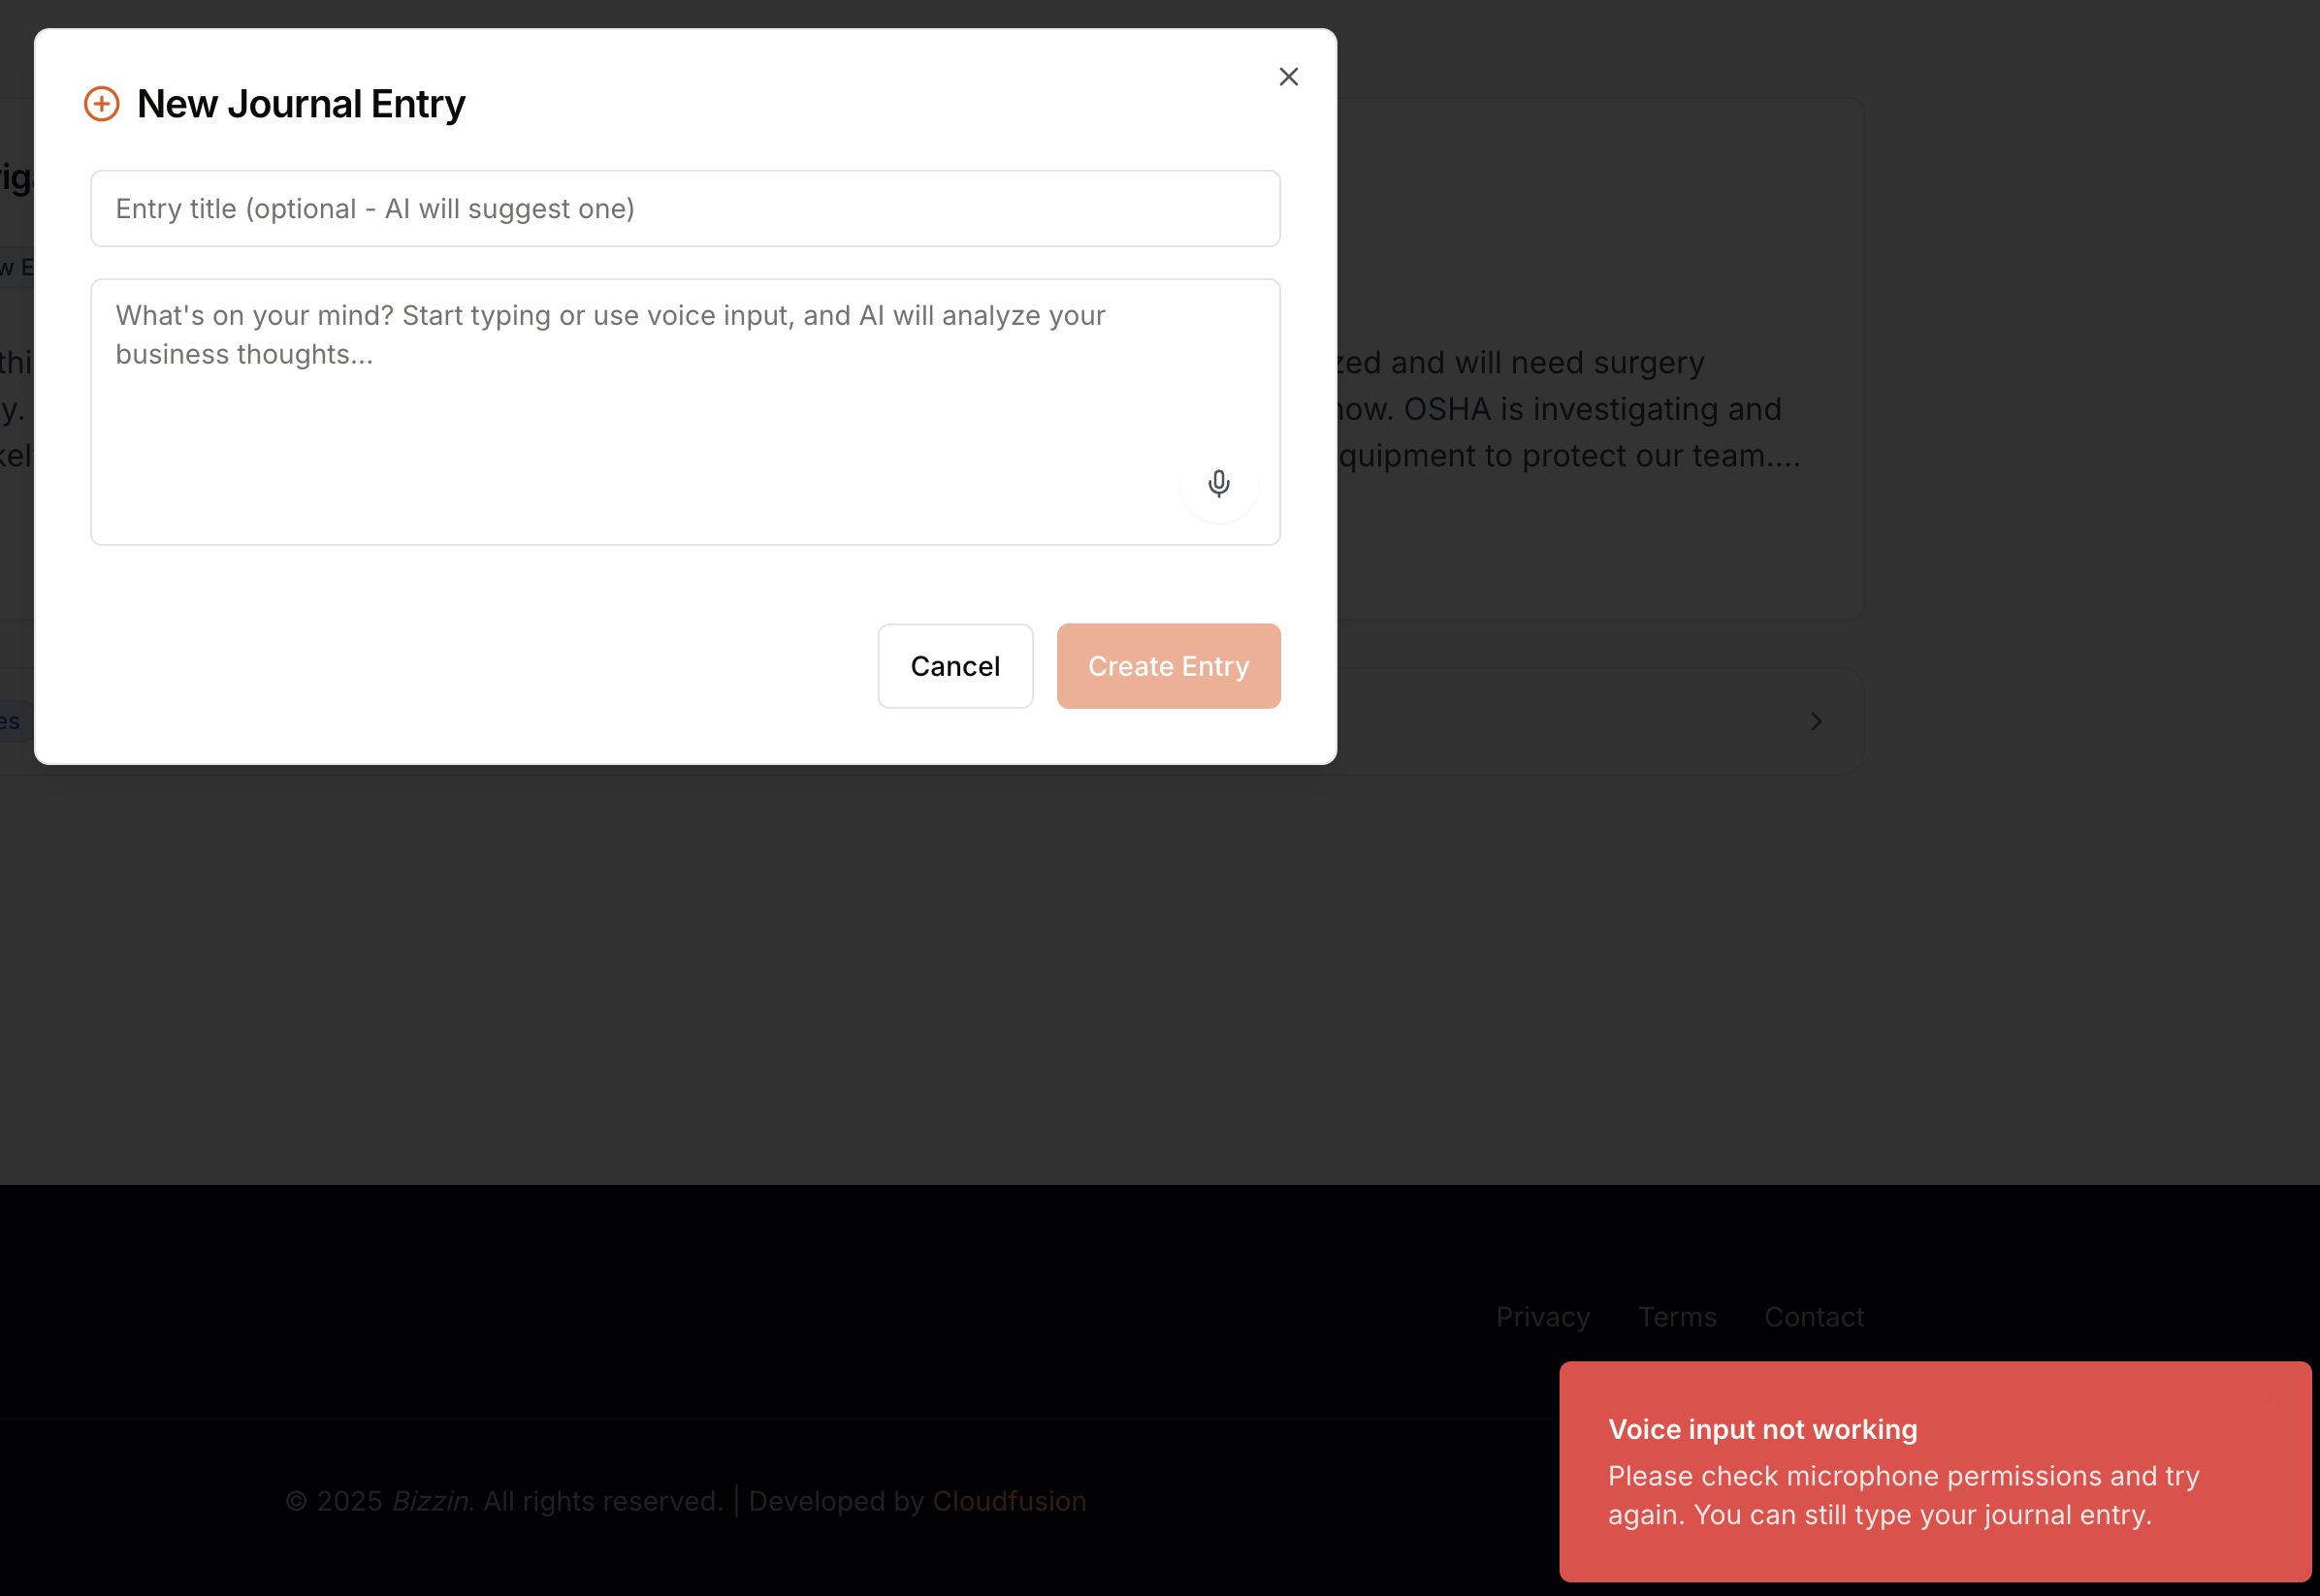 New Journal Entry
Entry title (optional - AI will suggest one)
What's on your mind? Start typing or use voice input, and AI will analyze your
business thoughts...
Cancel
Create Entry
and will need surgery
OSHA is investigating and
to protect our team....
Privacy Terms Contact
© 2025 Bizzin. All rights reserved. | Developed by Cloudfusion
Voice input not working
Please check microphone permissions and try
again. You can still type your journal entry.